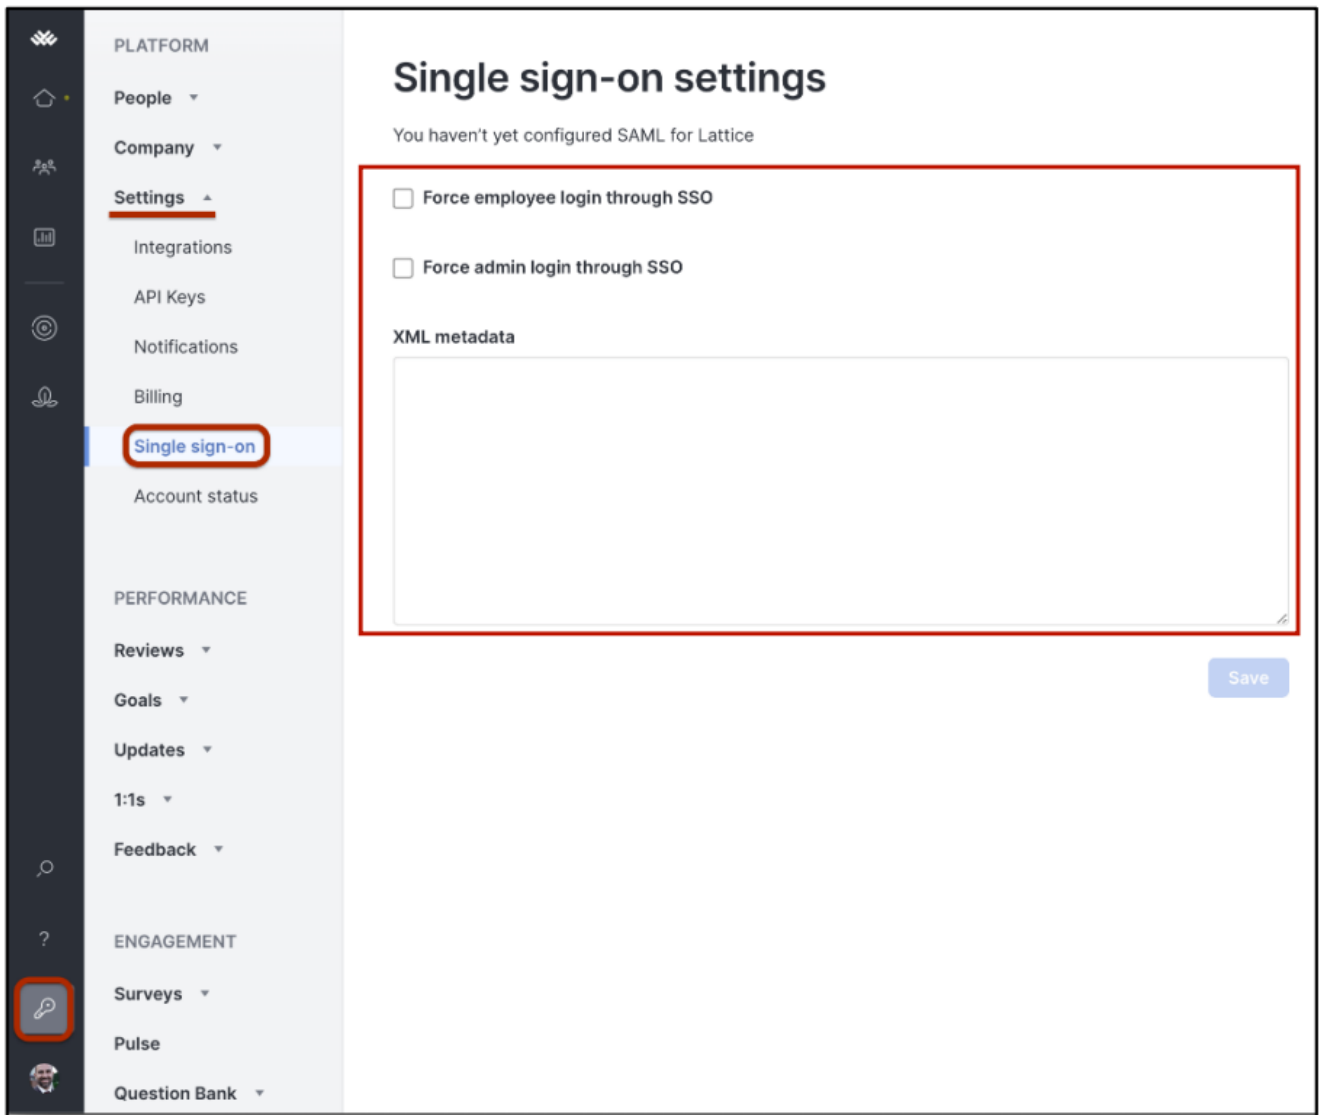 PLATFORM
People
Company
Settings
Integrations
API Keys
Notifications
Billing
Single sign-on
Account status
PERFORMANCE
Reviews
Goals
Updates
1:1s
Feedback
ENGAGEMENT
Surveys
Pulse
Question Bank
?
Single sign-on settings
You haven't yet configured SAML for Lattice
Force employee login through SSO
Force admin login through SSO
XML metadata
Save